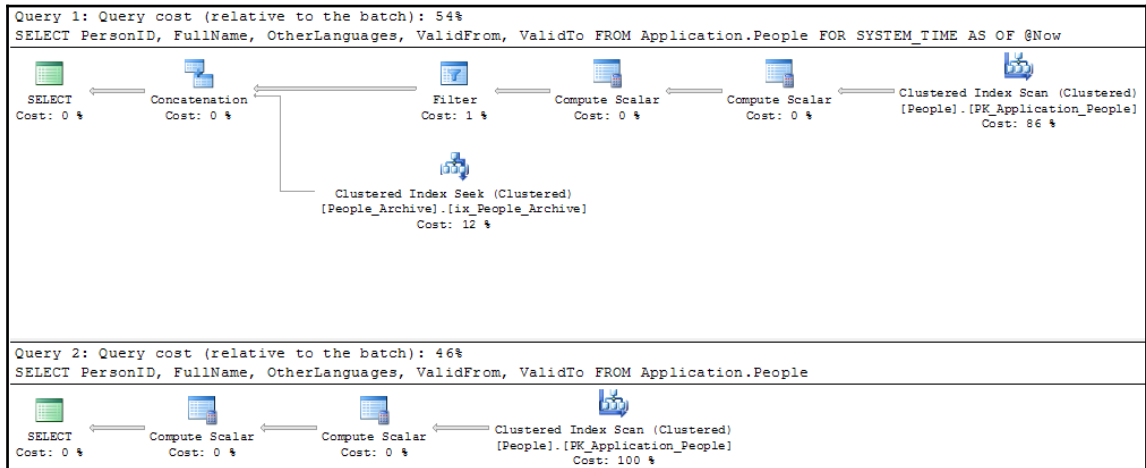 Query 1: Query cost (relative to the batch): 54%
SELECT PersonID, FullName, OtherLanguages, ValidFrom, ValidTo FROM Application.People FOR SYSTEM_TIME AS OF @Now
SELECT
Cost: 0 %
Concatenation
Cost: 0 %
Filter
Cost: 1 %
Compute Scalar
Cost: 0 %
Compute Scalar
Cost: 0 %
Clustered Index Scan (Clustered)
[People].[PK_Application_People]
Cost: 86 %
Clustered Index Seek (Clustered)
[People_Archive].[ix_People_Archive]
Cost: 12 %
Query 2: Query cost (relative to the batch): 46%
SELECT PersonID, FullName, OtherLanguages, ValidFrom, ValidTo FROM Application.People
SELECT
Cost: 0 %
Compute Scalar
Cost: 0 %
Compute Scalar
Cost: 0 %
Clustered Index Scan (Clustered)
[People].[PK_Application_People]
Cost: 100 %